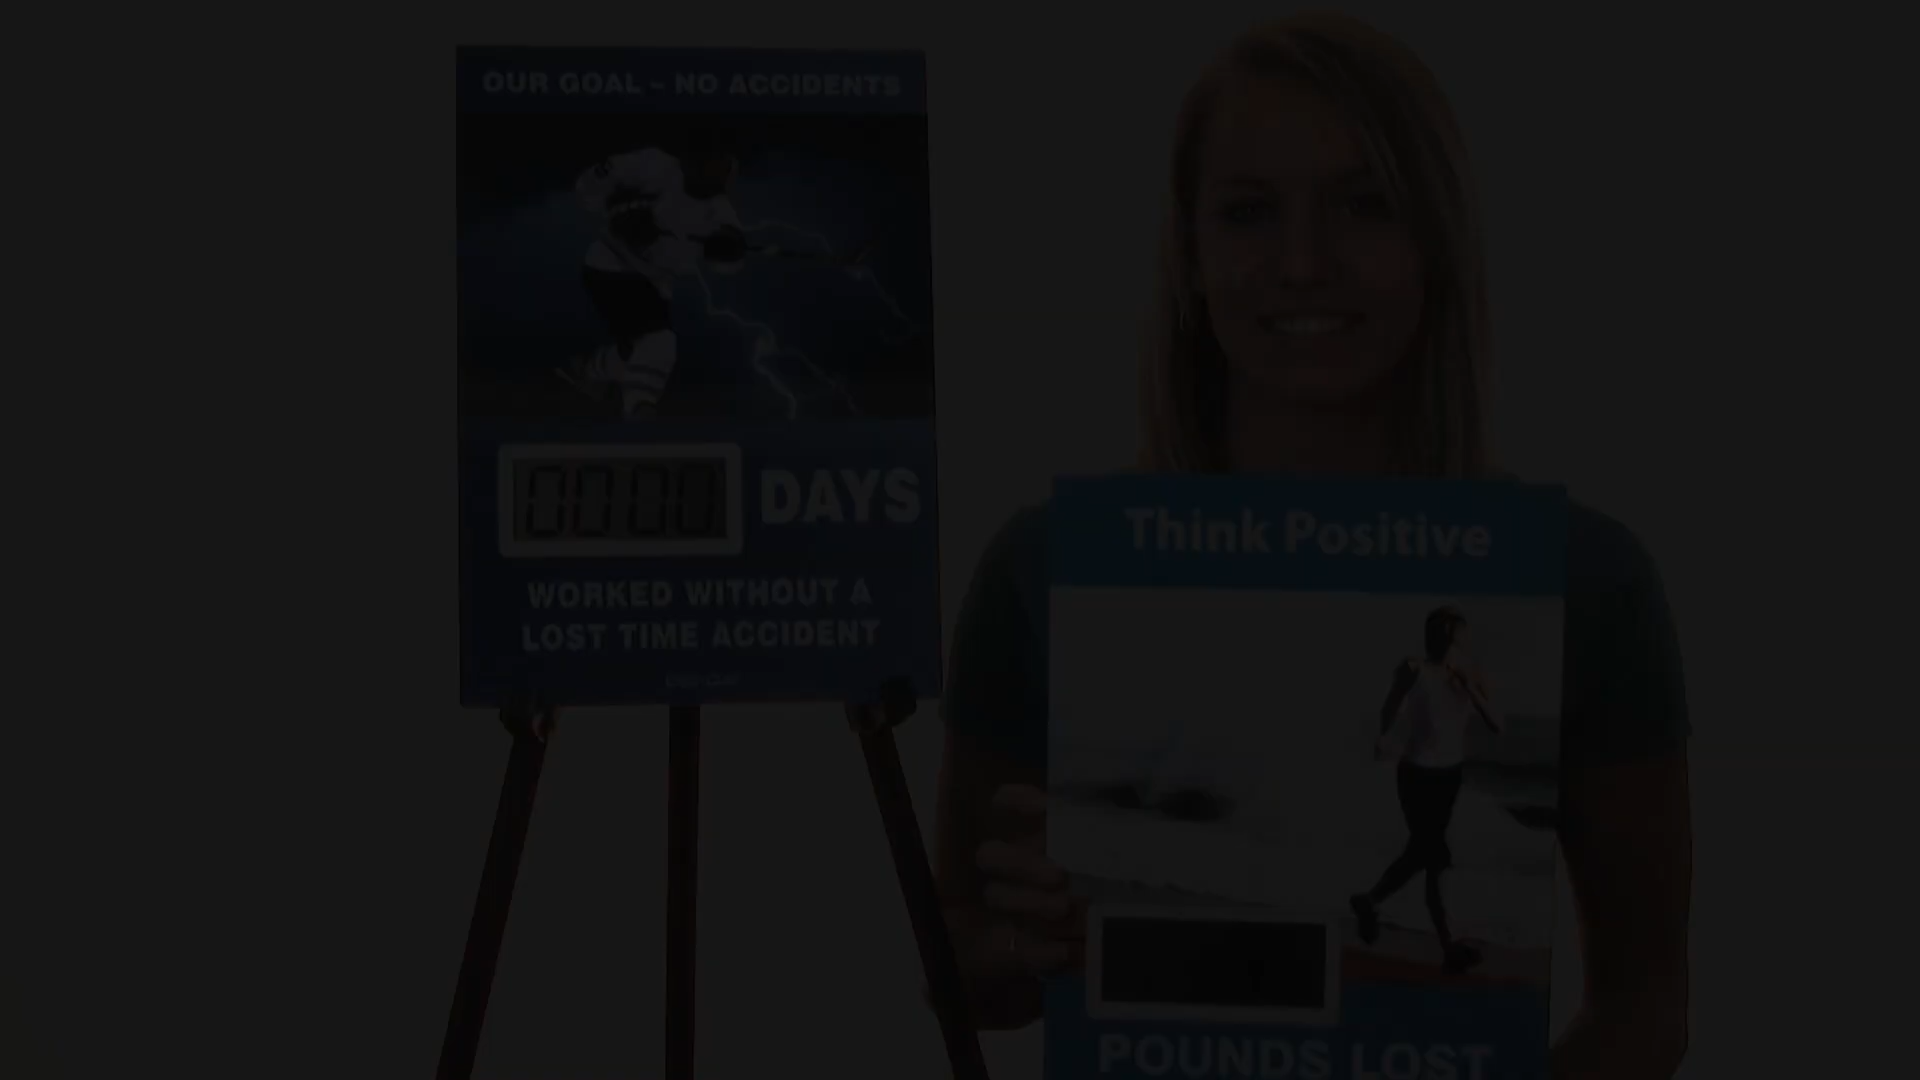 OUR GOAL – NO ACCIDENTS
DAYS
WORKED WITHOUT A
LOST TIME ACCIDENT
Think Positive
POUNDS LOST